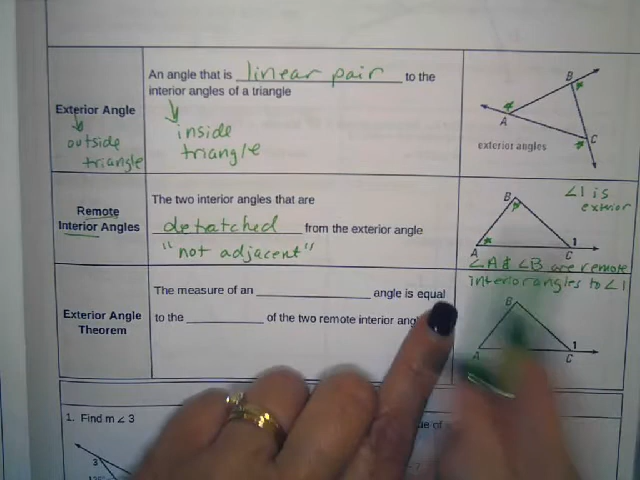 An angle that is linear pair to the
interior angles of a triangle
Exterior Angle
outside
triangle
inside
triangle
B
A
C
exterior angles
The two interior angles that are
Remote
Interior Angles
detatched from the exterior angle
"not adjacent"
∠1 is
exterior
B
A
C
1
∠A & ∠B are remote
interior angles to ∠1
The measure of an ____________ angle is equal
Exterior Angle
Theorem
to the ____________ of the two remote interior
B
A
C
1
1. Find m∠3
3